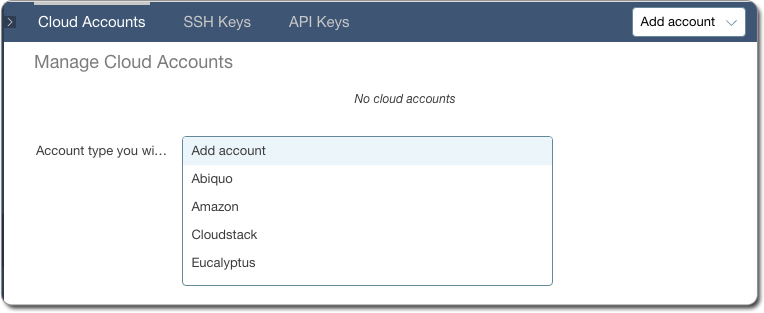 Cloud Accounts SSH Keys API Keys Add account
Manage Cloud Accounts
No cloud accounts
Account type you wi... Add account
Abiquo
Amazon
Cloudstack
Eucalyptus